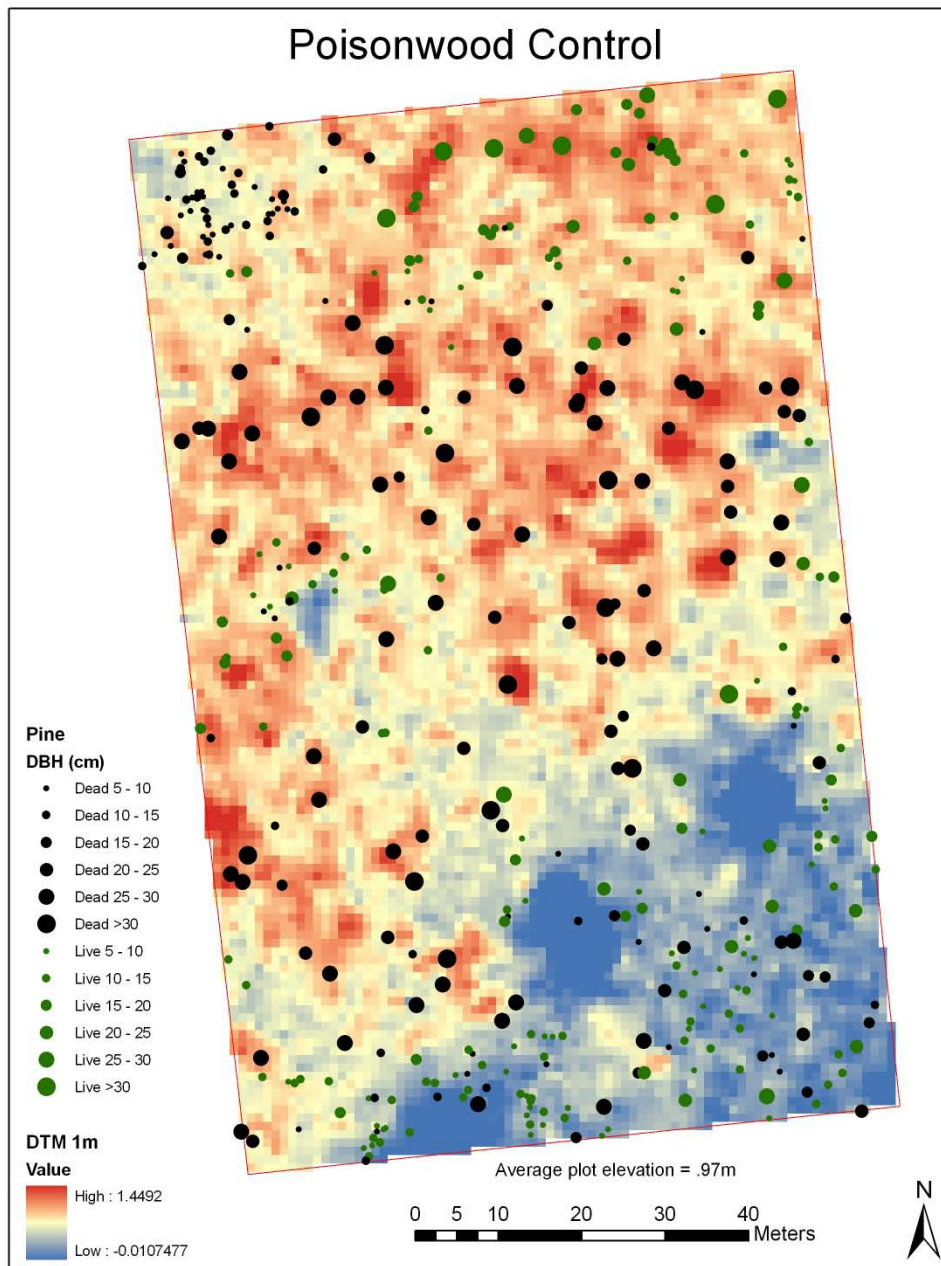 Poisonwood Control
Pine
DBH (cm)
Dead 5 - 10
Dead 10 - 15
Dead 15 - 20
Dead 20 - 25
Dead 25 - 30
Dead >30
Live 5 - 10
Live 10 - 15
Live 15 - 20
Live 20 - 25
Live 25 - 30
Live >30
DTM 1m
Value
High : 1.4492
Low : -0.0107477
Average plot elevation = .97m
0 5 10 20 30 40
Meters
N